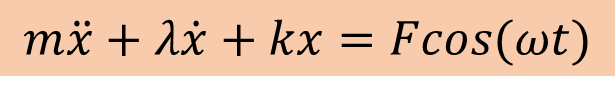 mẍ + λẋ + kx = Fcos(ωt)